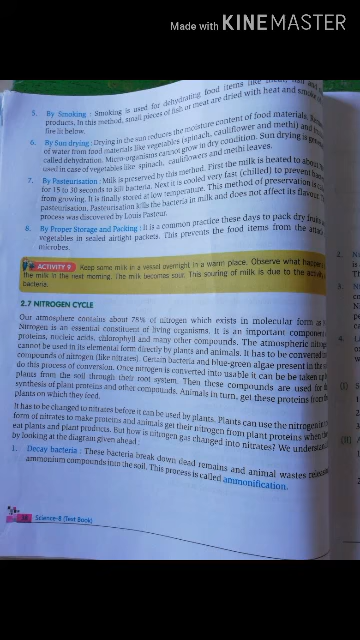 Made with KINEMASTER
5. By Smoking : Smoking is used for dehydrating food items like meat, fish and
products. In this method, small pieces of fish or meat are dried with heat and smoke
fire lit below.
6. By Sun drying : Drying in the sun reduces the moisture content of food materials.
of water from food materials like vegetables (spinach, cauliflower and methi) and
called dehydration. Micro-organisms cannot grow in dry condition. Sun drying is
used in case of vegetables like spinach, cauliflowers and methi leaves.
7. By Pasteurisation : Milk is preserved by this method. First the milk is heated to about
for 15 to 30 seconds to kill bacteria. Next it is cooled very fast (chilled) to prevent
from growing. It is finally stored at low temperature. This method of preservation is
pasteurisation. Pasteurisation kills the bacteria in milk and does not affect its flavour.
process was discovered by Louis Pasteur.
8. By Proper Storage and Packing : It is a common practice these days to pack dry fruits
vegetables in sealed airtight packets. This prevents the food items from the
microbes.
ACTIVITY 9 Keep some milk in a vessel overnight in a warm place. Observe what
the milk in the next morning. The milk becomes sour. This souring of milk is due to the
bacteria.
2.7 NITROGEN CYCLE
Our atmosphere contains about 78% of nitrogen which exists in molecular form as
Nitrogen is an essential constituent of living organisms. It is an important
proteins, nucleic acids, chlorophyll and many other compounds. The atmospheric
cannot be used in its elemental form directly by plants and animals. It has to be converted
compounds of nitrogen (like nitrates). Certain bacteria and blue-green algae present in the
do this process of conversion. Once nitrogen is converted into usable it can be taken
plants from the soil through their root system. Then these compounds are used for
synthesis of plant proteins and other compounds. Animals in turn, get these proteins from
plants on which they feed.
It has to be changed to nitrates before it can be used by plants. Plants can use the nitrogen in
form of nitrates to make proteins and animals get their nitrogen from plant proteins when
eat plants and plant products. But how is nitrogen gas changed into nitrates? We
by looking at the diagram given ahead :
1. Decay bacteria : These bacteria break down dead remains and animal wastes
ammonium compounds into the soil. This process is called ammonification.
Science-8 (Text Book)